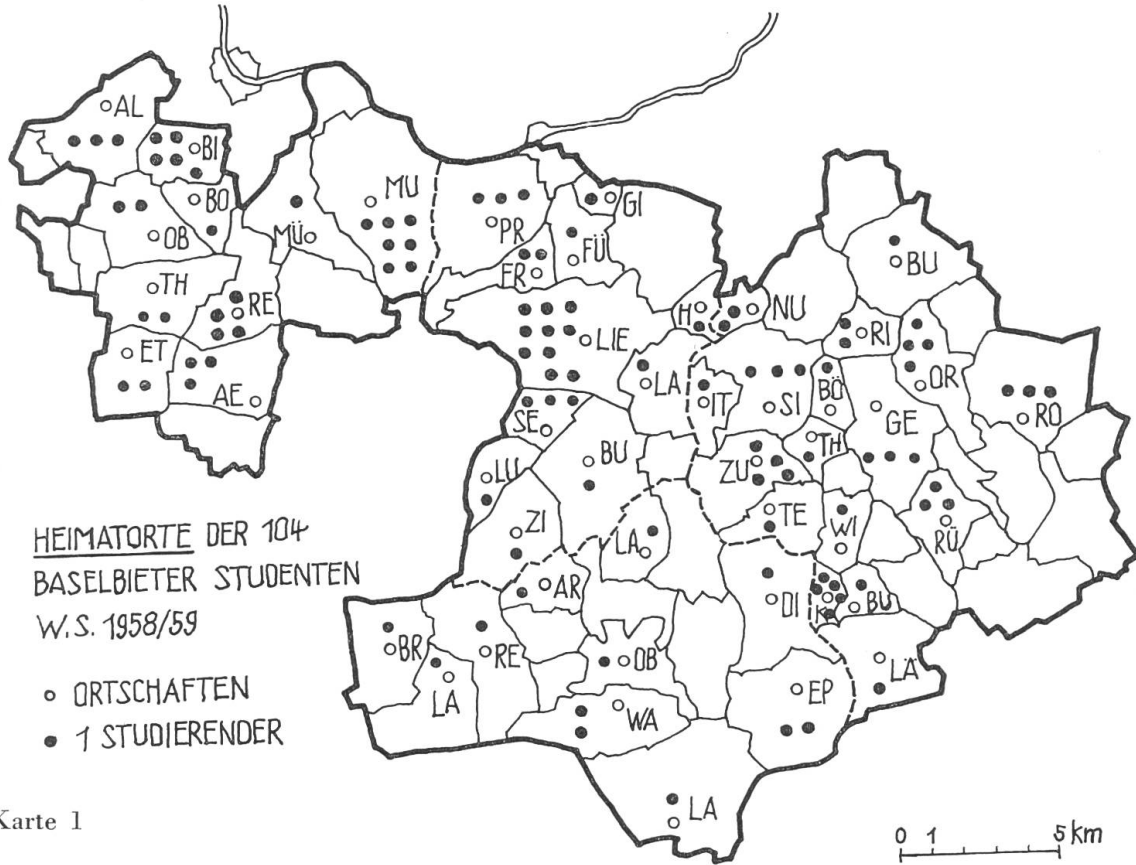 AL
BI
BO
OB
MÜ
MU
PR
GI
FÜ
FR
TH
RE
ET
AE
LIE
H
NU
BU
RI
OR
LA
IT
SI
BÖ
GE
RO
SE
LU
BU
ZU
TH
ZI
LA
TE
WI
RÜ
AR
DI
K
BU
BR
LA
RE
OB
WA
EP
LÄ
LA
HEIMATORTE DER 104
BASELBIETER STUDENTEN
W.S. 1958/59
ORTSCHAFTEN
1 STUDIERENDER
Karte 1
0 1 5 km